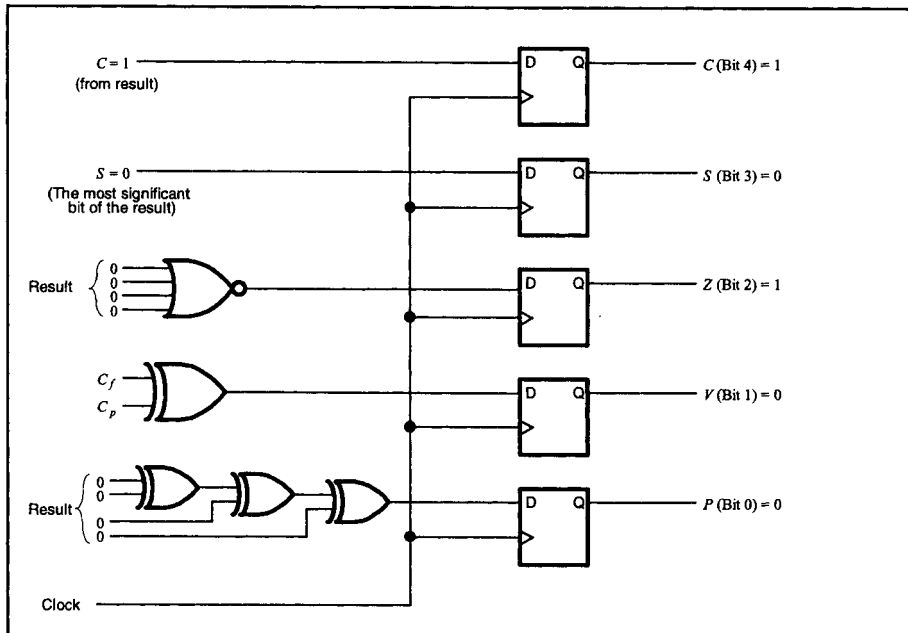 C = 1
(from result)
D Q
C (Bit 4) = 1
S = 0
(The most significant
bit of the result)
D Q
S (Bit 3) = 0
Result
0
0
0
0
D Q
Z (Bit 2) = 1
C_f
C_p
D Q
V (Bit 1) = 0
Result
0
0
0
0
D Q
P (Bit 0) = 0
Clock